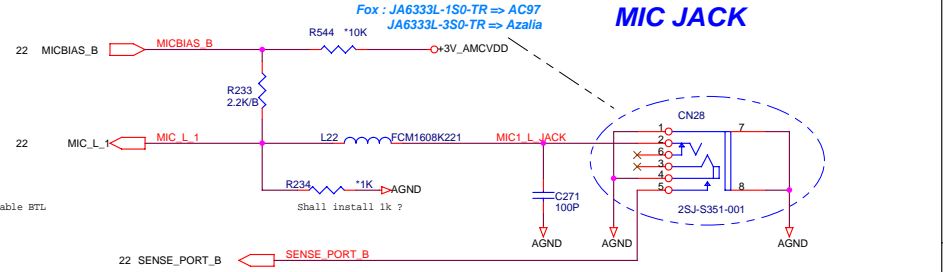 Fox : JA6333L-1S0-TR => AC97
JA6333L-3S0-TR => Azalia
MIC JACK
R544 *10K
22 MICBIAS_B
MICBIAS_B
+3V_AMCVDD
R233
2.2K/B
CN28
22 MIC_L_1
MIC_L_1
L22
FCM1608K221
MIC1_L_JACK
1
2
6
3
4
5
7
8
R234 *1K
AGND
C271
100P
able BTL
Shall install 1k ?
2SJ-S351-001
AGND
AGND
AGND
22 SENSE_PORT_B
SENSE_PORT_B